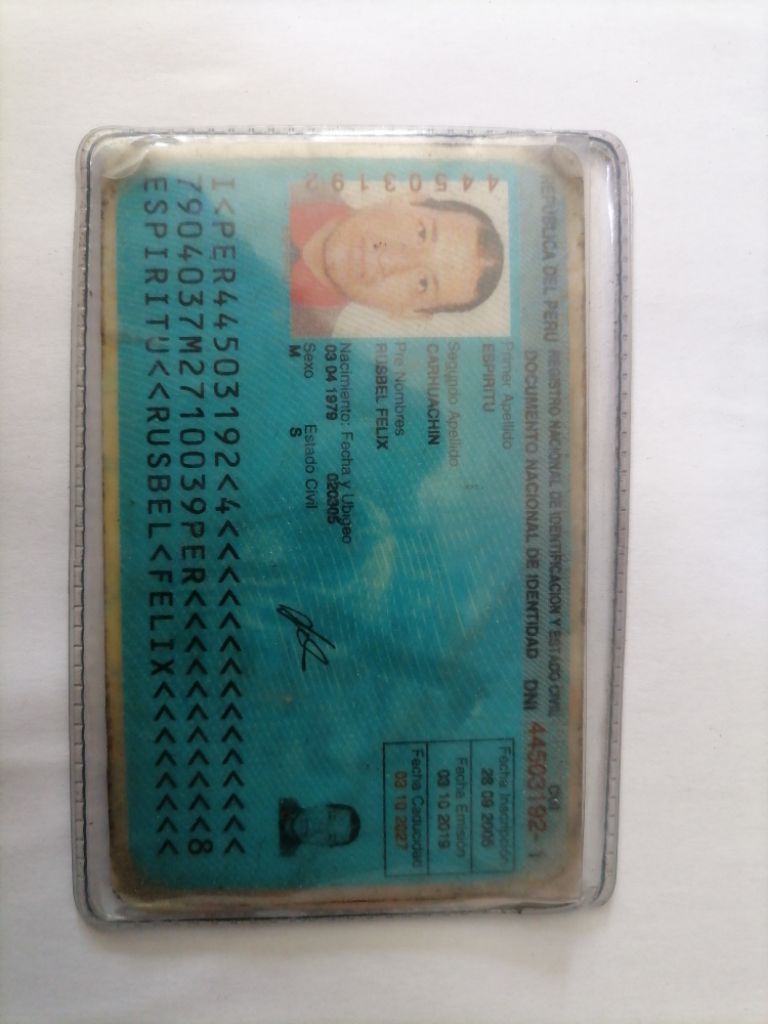 REPUBLICA DEL PERU REGISTRO NACIONAL DE IDENTIFICACION Y ESTADO CIVIL
DOCUMENTO NACIONAL DE IDENTIDAD DNI 44503192-1
CUI
44503192
Primer Apellido
ESPIRITU
Segundo Apellido
CARHUACHIN
Pre Nombres
RUSBEL FELIX
Nacimiento: Fecha y Ubigeo
03 04 1979 020305
Sexo Estado Civil
M S
Fecha Inscripción
26 09 2005
Fecha Emisión
03 10 2019
Fecha Caducidad
03 10 2027
I<PER44503192<4<<<<<<<<<<<<<<<
7904037M2710039PER<<<<<<<<<<<8
ESPIRITU<<RUSBEL<FELIX<<<<<<<<